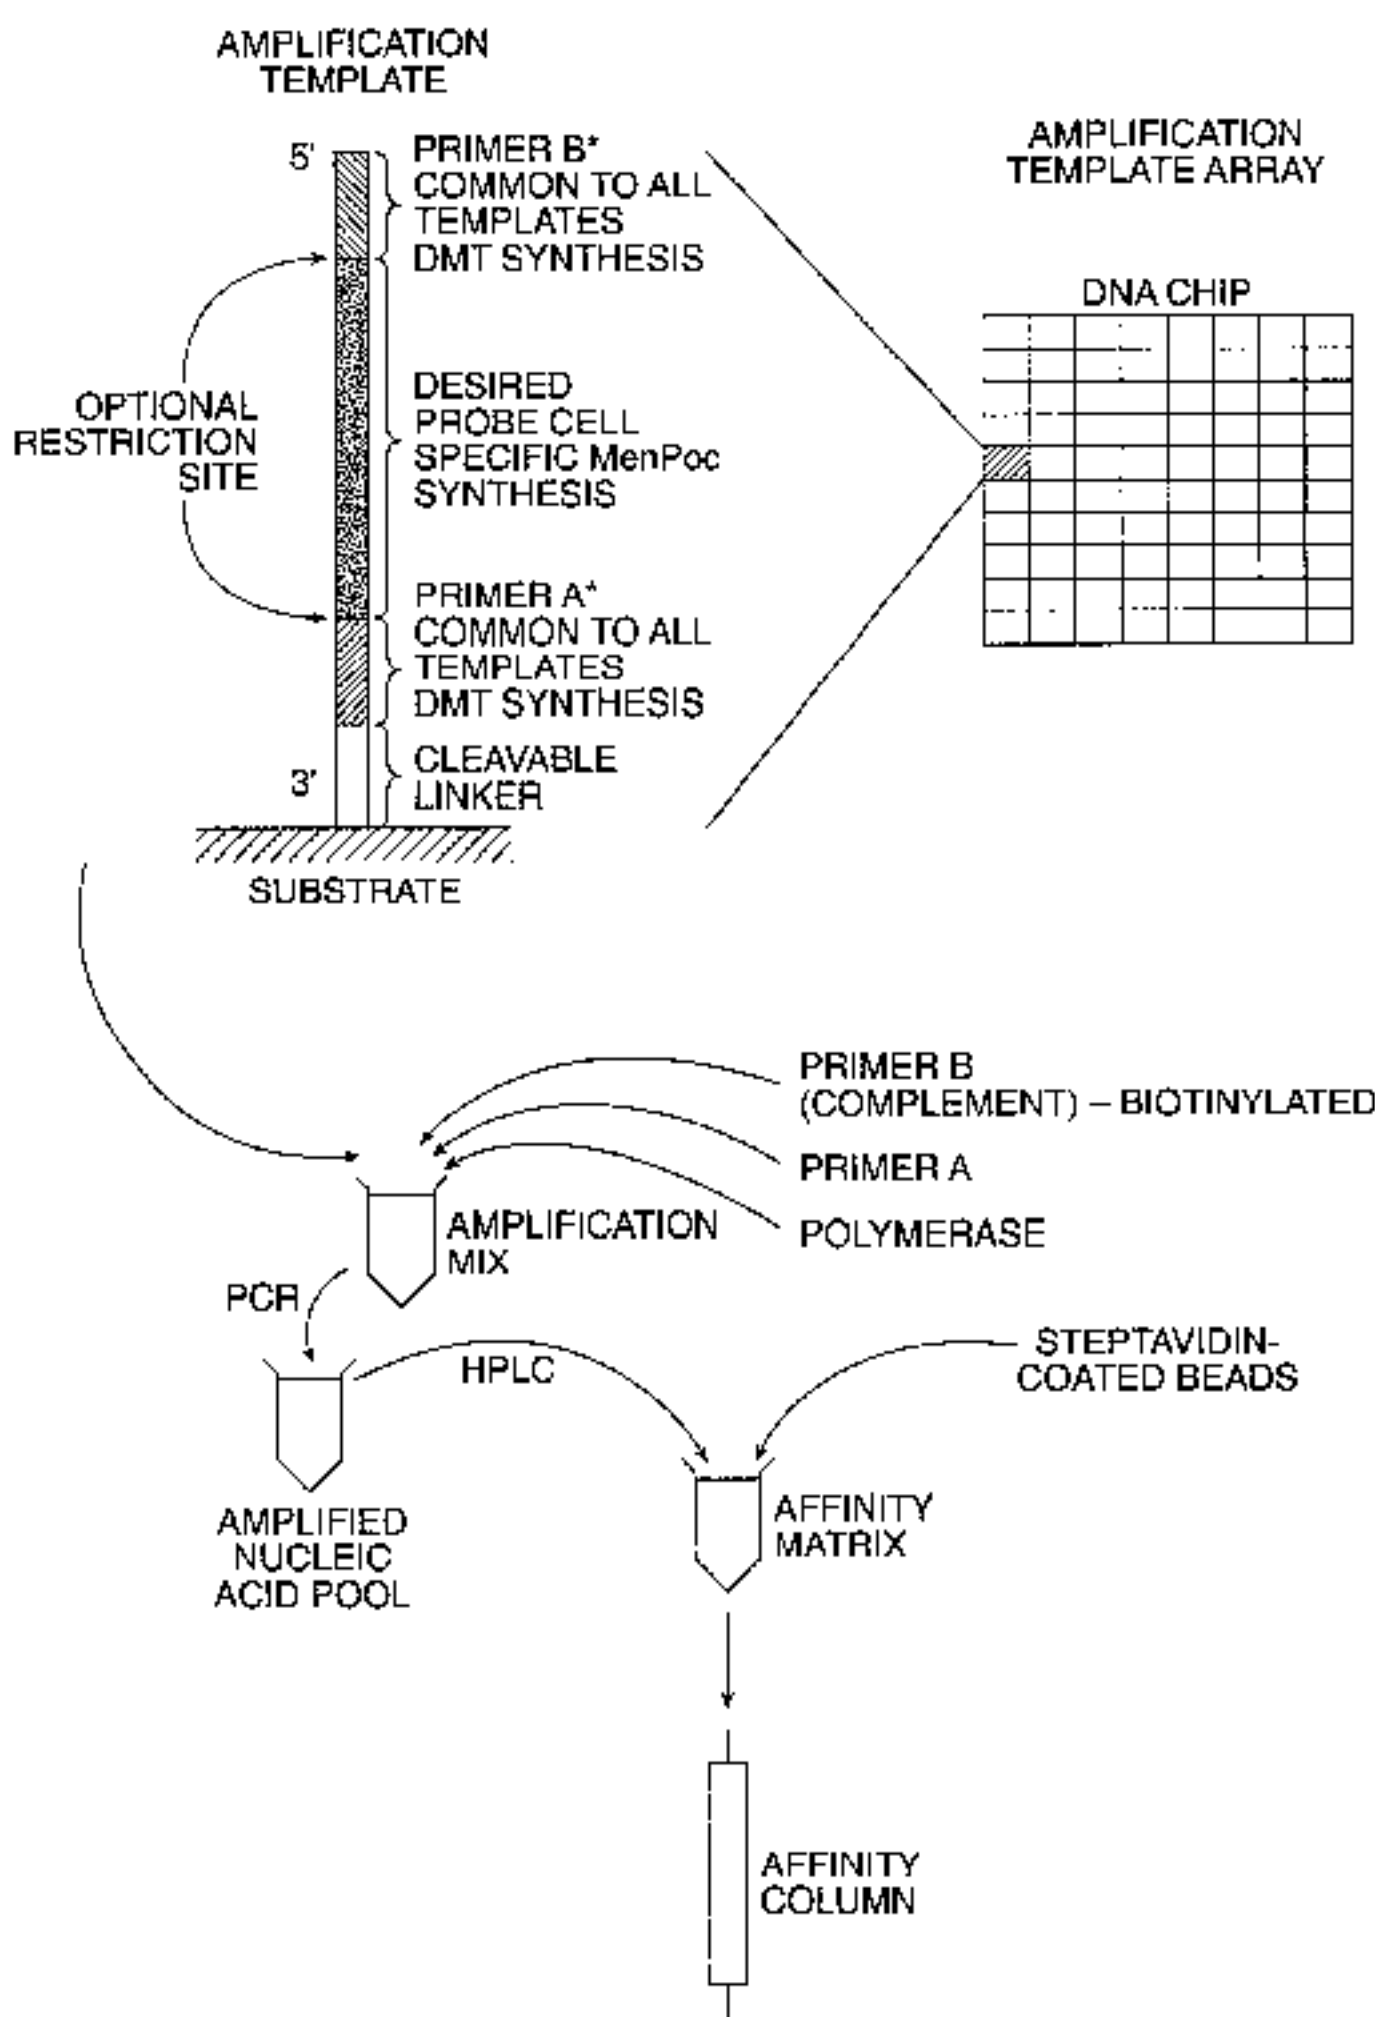 AMPLIFICATION
TEMPLATE
5'
PRIMER B*
COMMON TO ALL
TEMPLATES
DMT SYNTHESIS
OPTIONAL
RESTRICTION
SITE
DESIRED
PROBE CELL
SPECIFIC MenPoc
SYNTHESIS
PRIMER A*
COMMON TO ALL
TEMPLATES
DMT SYNTHESIS
3'
CLEAVABLE
LINKER
SUBSTRATE
AMPLIFICATION
TEMPLATE ARRAY
DNA CHIP
PRIMER B
(COMPLEMENT) – BIOTINYLATED
PRIMER A
POLYMERASE
AMPLIFICATION
MIX
PCR
HPLC
STEPTAVIDIN-
COATED BEADS
AMPLIFIED
NUCLEIC
ACID POOL
AFFINITY
MATRIX
AFFINITY
COLUMN